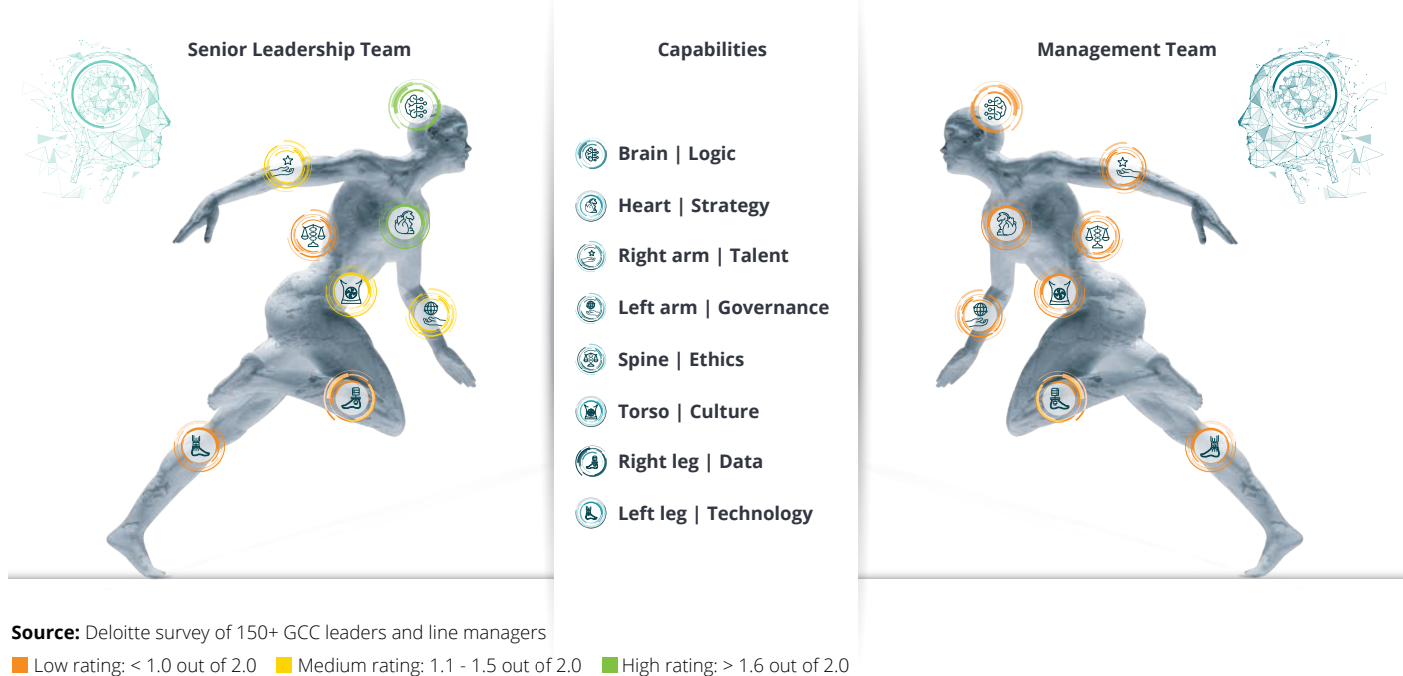 Senior Leadership Team
Capabilities
Management Team
Brain | Logic
Heart | Strategy
Right arm | Talent
Left arm | Governance
Spine | Ethics
Torso | Culture
Right leg | Data
Left leg | Technology
Source: Deloitte survey of 150+ GCC leaders and line managers
Low rating: < 1.0 out of 2.0 Medium rating: 1.1 - 1.5 out of 2.0 High rating: > 1.6 out of 2.0